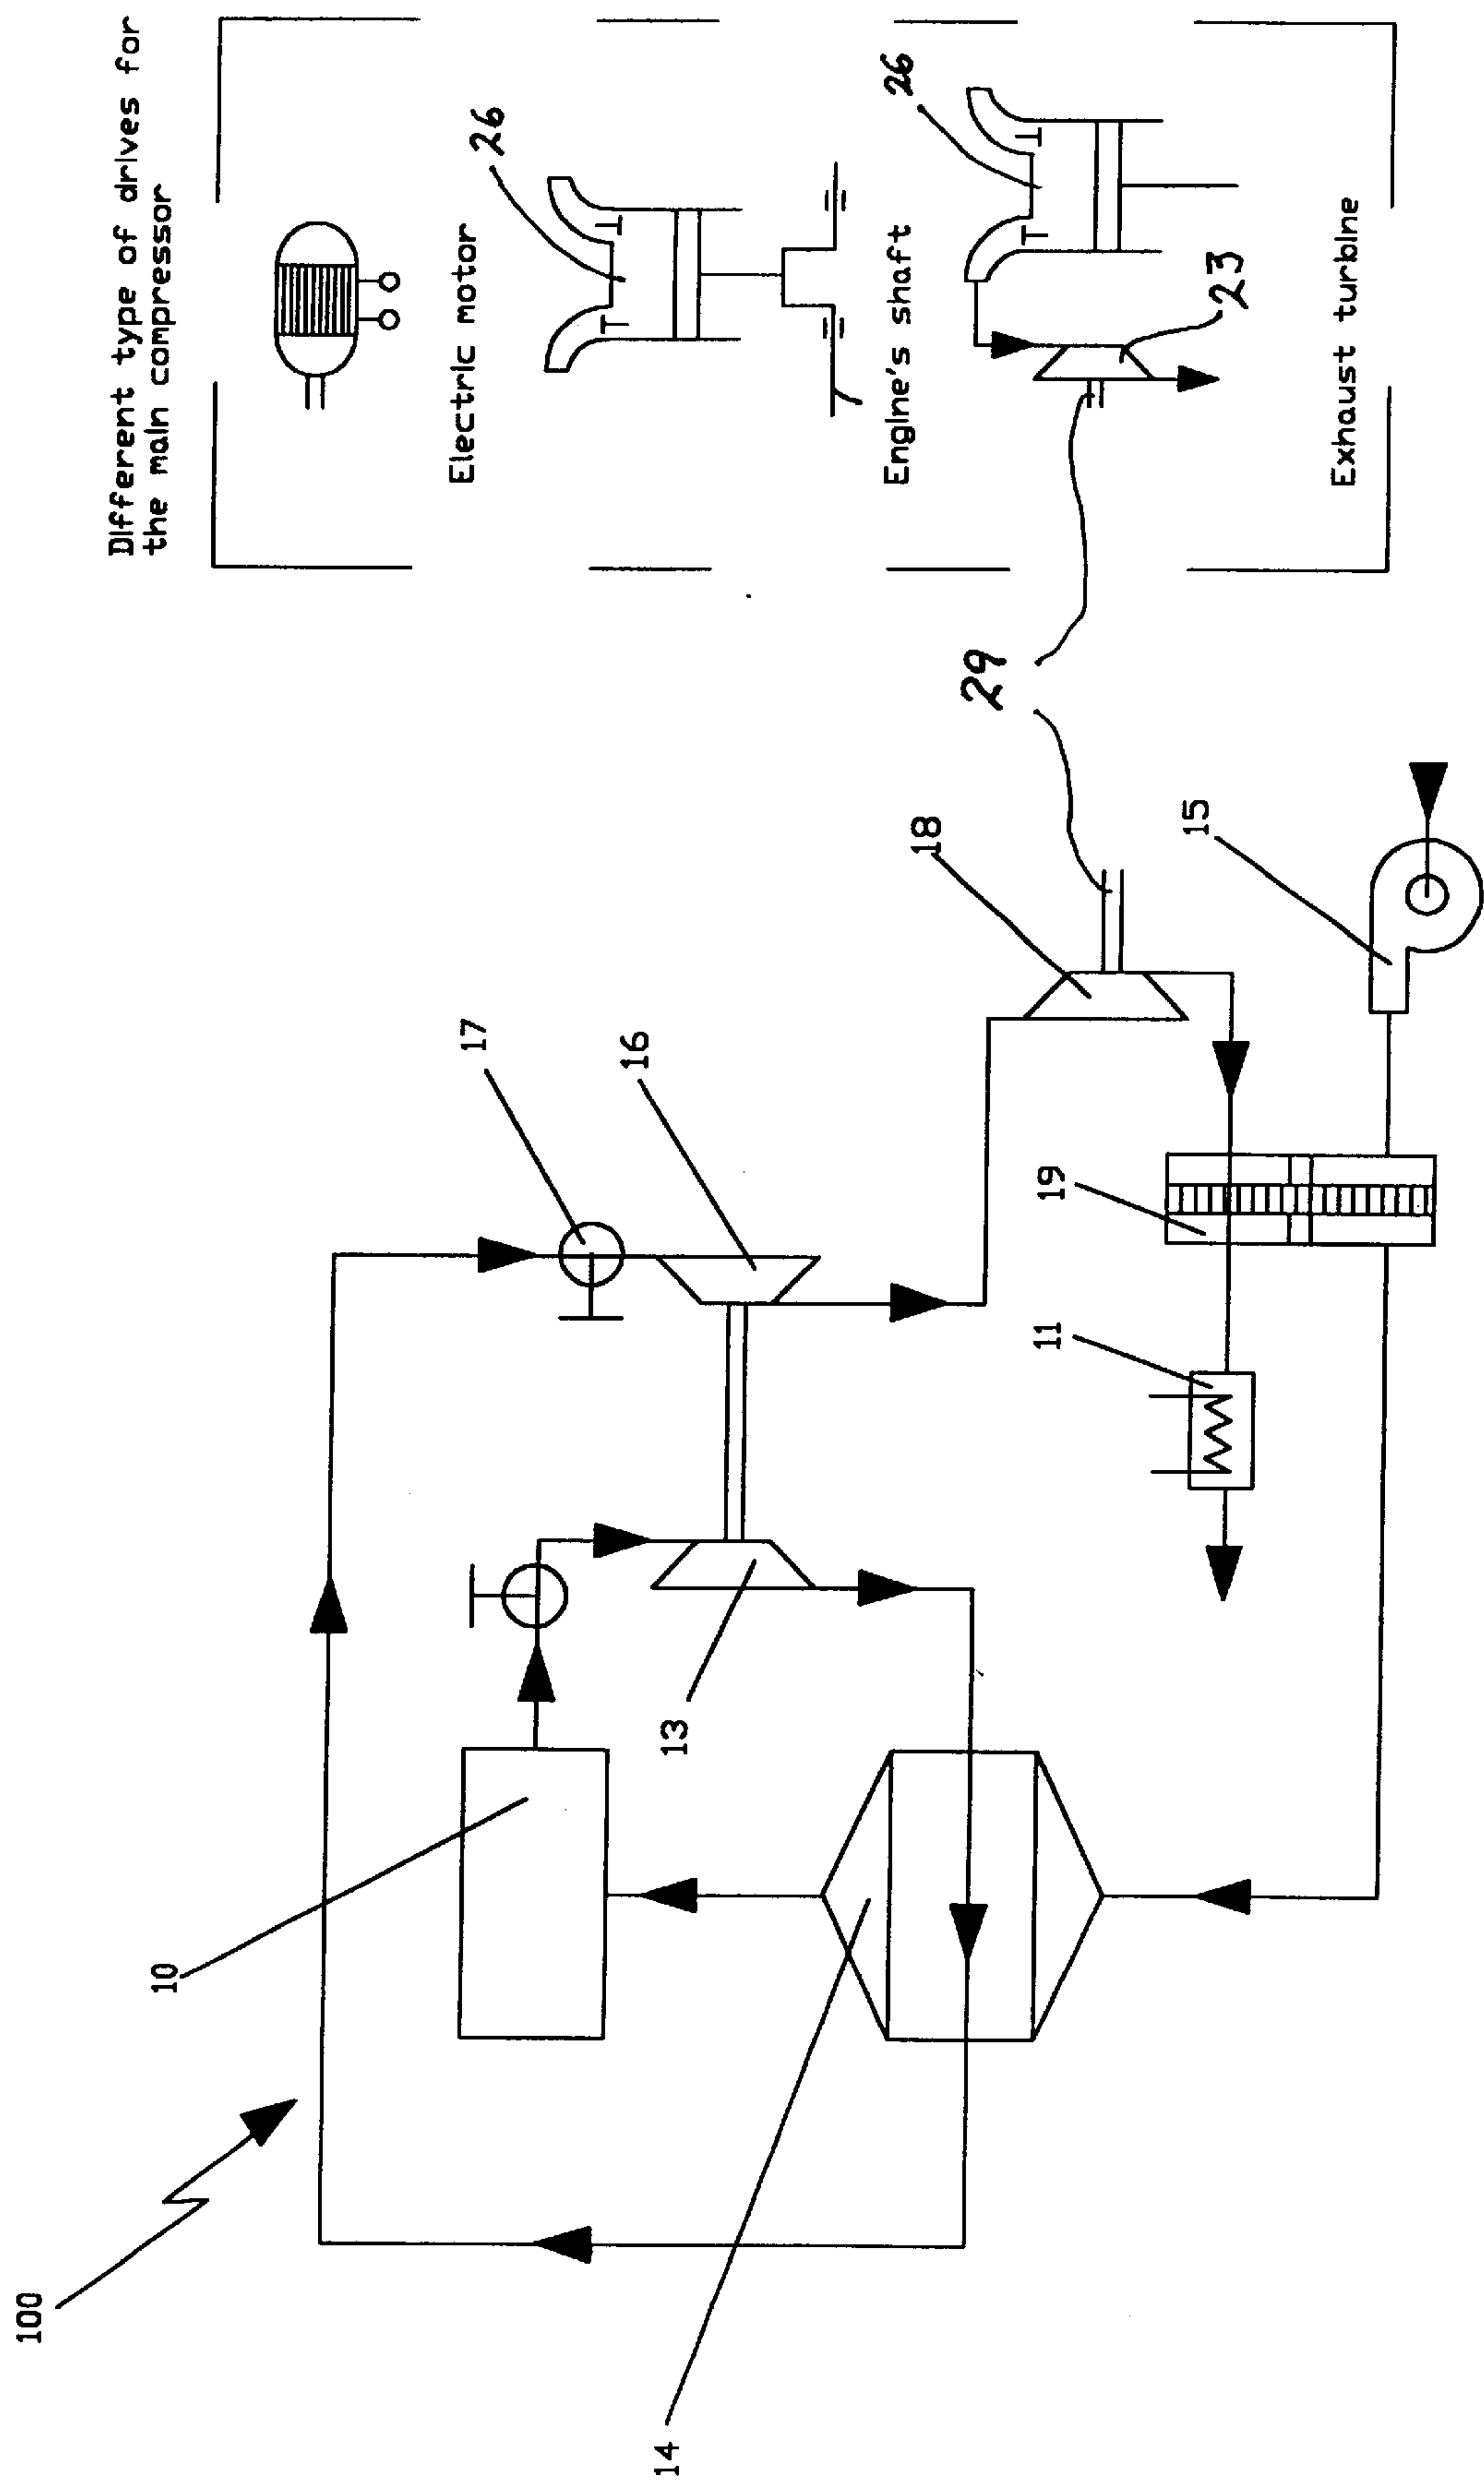 Different type of drives for
the main compressor
Electric motor
26
Engine's shaft
26
23
Exhaust turbine
29
17
16
18
15
19
11
13
10
14
100